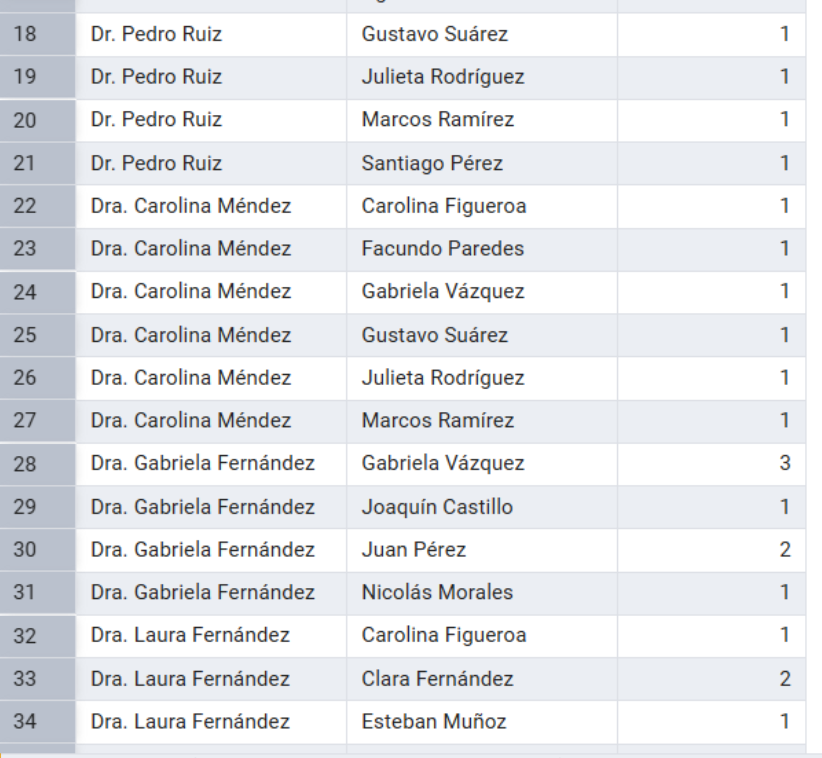 18 Dr. Pedro Ruiz Gustavo Suárez 1
19 Dr. Pedro Ruiz Julieta Rodríguez 1
20 Dr. Pedro Ruiz Marcos Ramírez 1
21 Dr. Pedro Ruiz Santiago Pérez 1
22 Dra. Carolina Méndez Carolina Figueroa 1
23 Dra. Carolina Méndez Facundo Paredes 1
24 Dra. Carolina Méndez Gabriela Vázquez 1
25 Dra. Carolina Méndez Gustavo Suárez 1
26 Dra. Carolina Méndez Julieta Rodríguez 1
27 Dra. Carolina Méndez Marcos Ramírez 1
28 Dra. Gabriela Fernández Gabriela Vázquez 3
29 Dra. Gabriela Fernández Joaquín Castillo 1
30 Dra. Gabriela Fernández Juan Pérez 2
31 Dra. Gabriela Fernández Nicolás Morales 1
32 Dra. Laura Fernández Carolina Figueroa 1
33 Dra. Laura Fernández Clara Fernández 2
34 Dra. Laura Fernández Esteban Muñoz 1